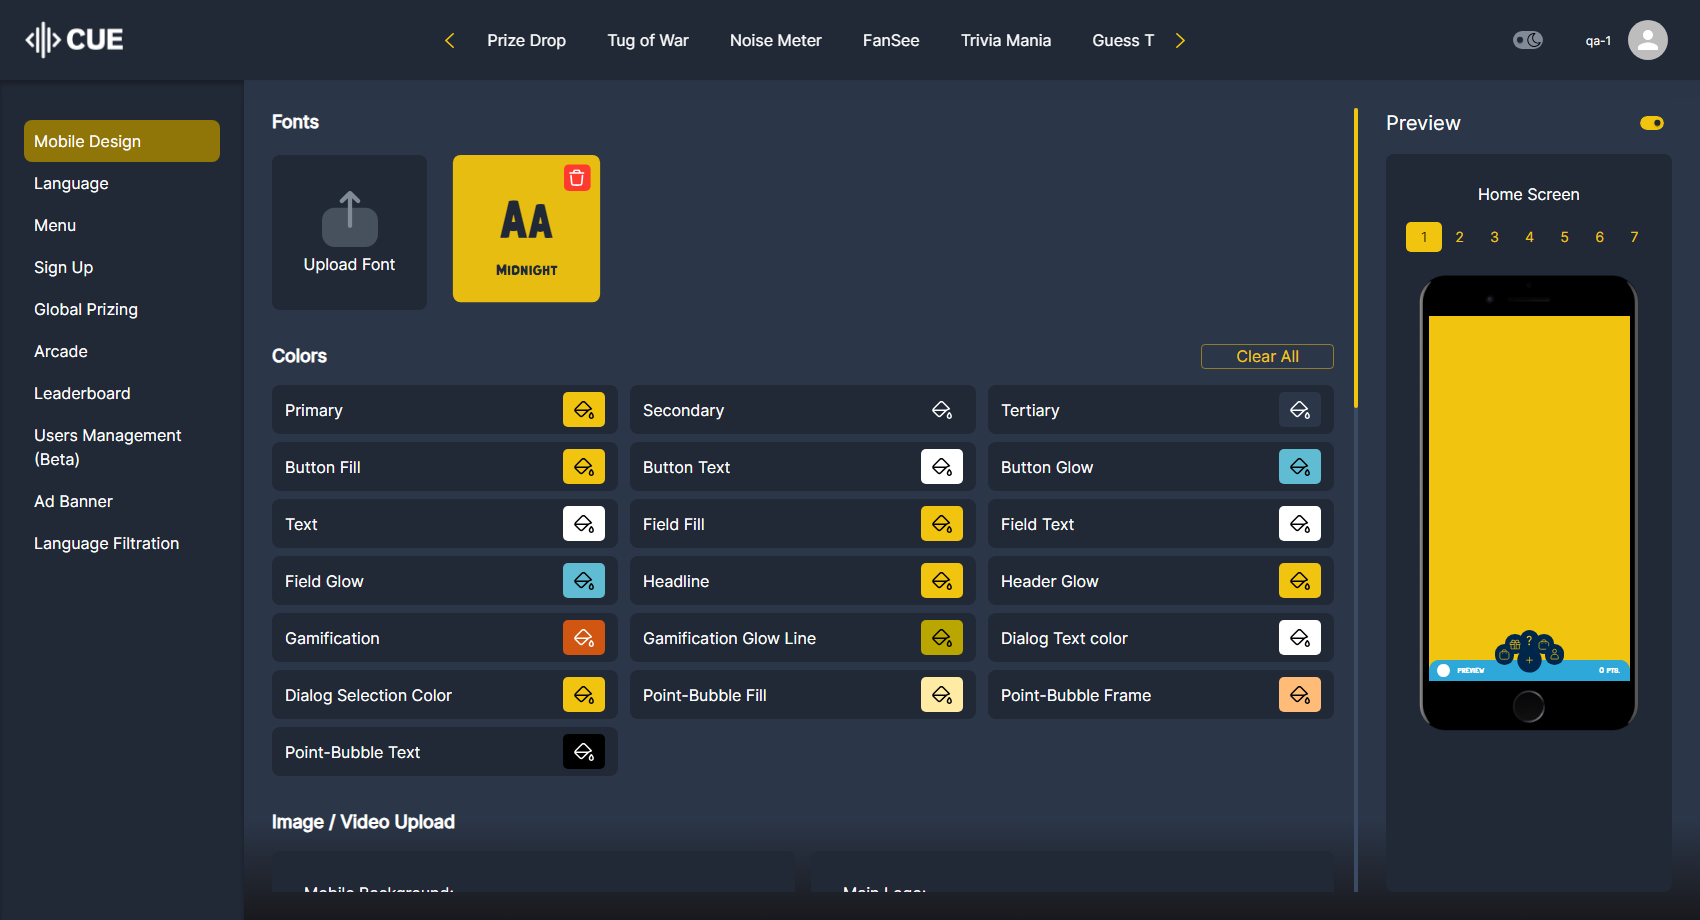 CUE
Prize Drop
Tug of War
Noise Meter
FanSee
Trivia Mania
Guess T
qa-1
Mobile Design
Language
Menu
Sign Up
Global Prizing
Arcade
Leaderboard
Users Management
(Beta)
Ad Banner
Language Filtration
Fonts
Upload Font
AA
MIDNIGHT
Colors
Clear All
Primary
Secondary
Tertiary
Button Fill
Button Text
Button Glow
Text
Field Fill
Field Text
Field Glow
Headline
Header Glow
Gamification
Gamification Glow Line
Dialog Text color
Dialog Selection Color
Point-Bubble Fill
Point-Bubble Frame
Point-Bubble Text
Image / Video Upload
Mobile Background:
Main Logo:
Preview
Home Screen
1 2 3 4 5 6 7
?
+
PREVIEW
0 PTS.